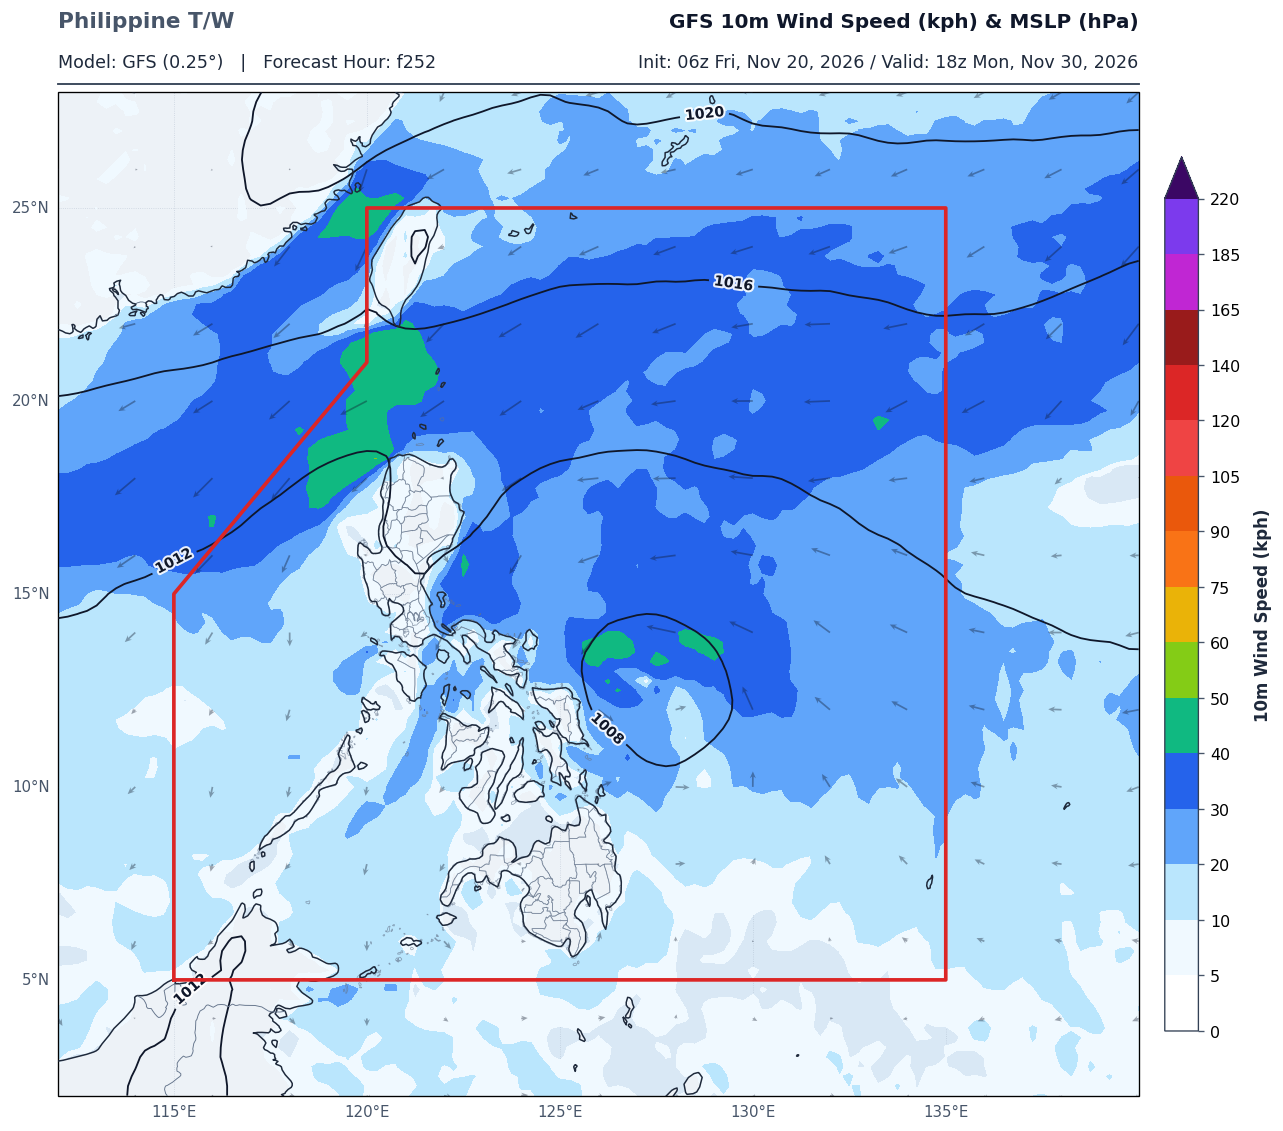 Philippine T/W
GFS 10m Wind Speed (kph) & MSLP (hPa)
Model: GFS (0.25°) | Forecast Hour: f252
Init: 06z Fri, Nov 20, 2026 / Valid: 18z Mon, Nov 30, 2026
1020
25°N
1016
20°N
1012
15°N
1008
10°N
5°N
1012
115°E
120°E
125°E
130°E
135°E
220
185
165
140
120
105
90
75
60
50
40
30
20
10
5
0
10m Wind Speed (kph)